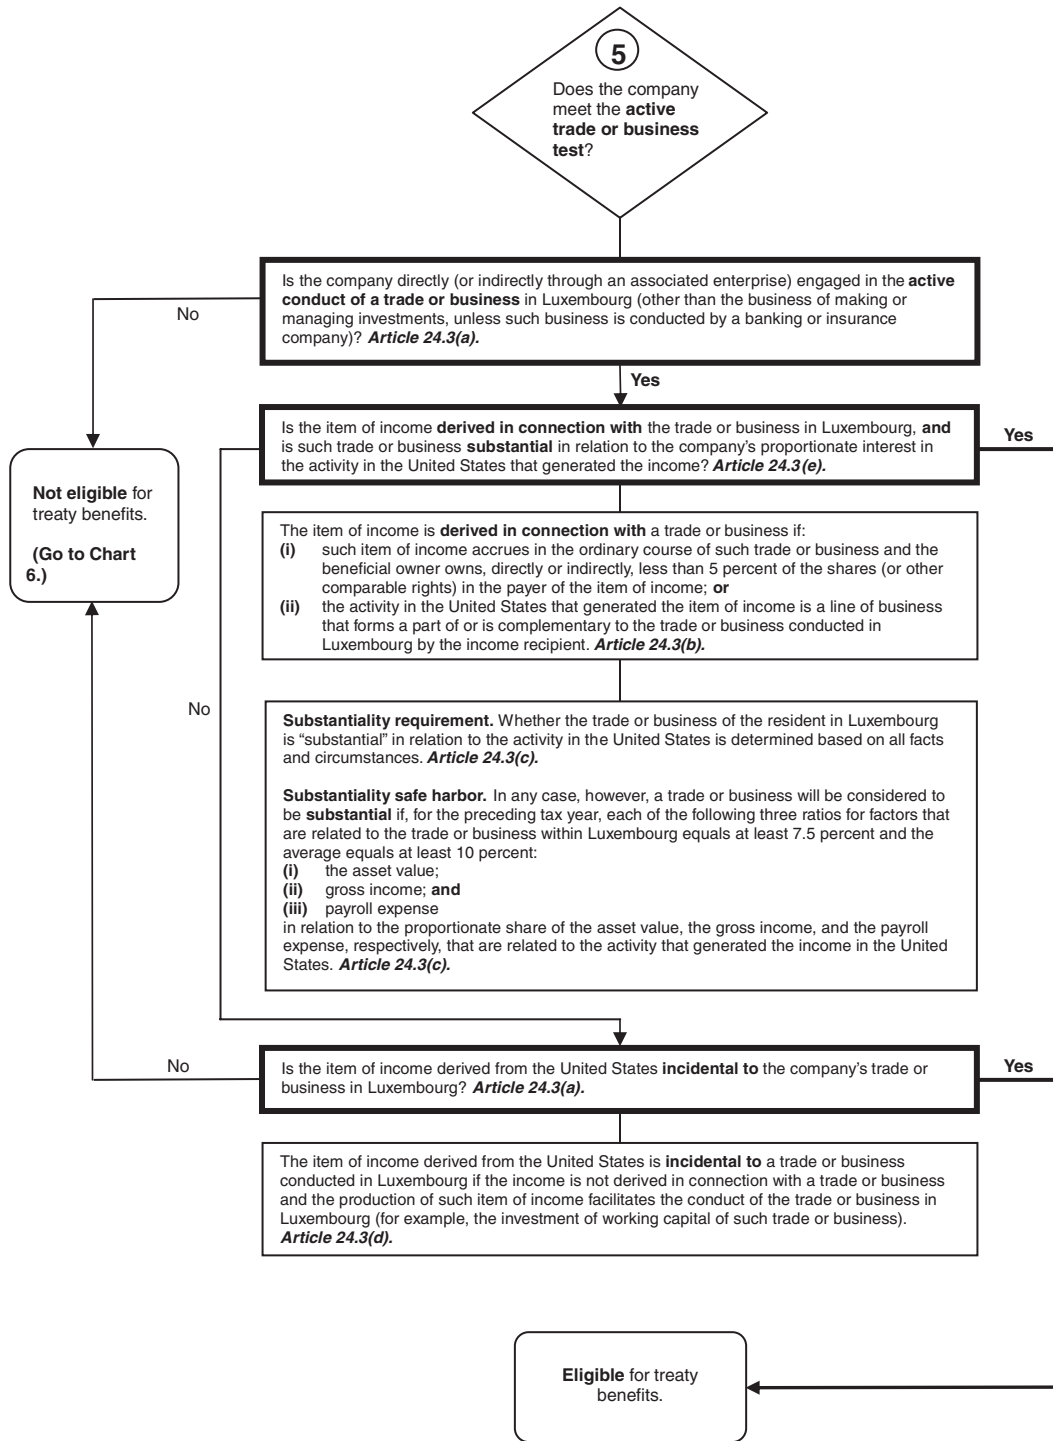 5
Does the company
meet the active
trade or business
test?
Is the company directly (or indirectly through an associated enterprise) engaged in the active
conduct of a trade or business in Luxembourg (other than the business of making or
managing investments, unless such business is conducted by a banking or insurance
company)? Article 24.3(a).
No
Yes
Is the item of income derived in connection with the trade or business in Luxembourg, and
is such trade or business substantial in relation to the company's proportionate interest in
the activity in the United States that generated the income? Article 24.3(e).
Yes
Not eligible for
treaty benefits.
(Go to Chart
6.)
The item of income is derived in connection with a trade or business if:
(i) such item of income accrues in the ordinary course of such trade or business and the
beneficial owner owns, directly or indirectly, less than 5 percent of the shares (or other
comparable rights) in the payer of the item of income; or
(ii) the activity in the United States that generated the item of income is a line of business
that forms a part of or is complementary to the trade or business conducted in
Luxembourg by the income recipient. Article 24.3(b).
No
Substantiality requirement. Whether the trade or business of the resident in Luxembourg
is “substantial” in relation to the activity in the United States is determined based on all facts
and circumstances. Article 24.3(c).
Substantiality safe harbor. In any case, however, a trade or business will be considered to
be substantial if, for the preceding tax year, each of the following three ratios for factors that
are related to the trade or business within Luxembourg equals at least 7.5 percent and the
average equals at least 10 percent:
(i) the asset value;
(ii) gross income; and
(iii) payroll expense
in relation to the proportionate share of the asset value, the gross income, and the payroll
expense, respectively, that are related to the activity that generated the income in the United
States. Article 24.3(c).
No
Is the item of income derived from the United States incidental to the company's trade or
business in Luxembourg? Article 24.3(a).
Yes
The item of income derived from the United States is incidental to a trade or business
conducted in Luxembourg if the income is not derived in connection with a trade or business
and the production of such item of income facilitates the conduct of the trade or business in
Luxembourg (for example, the investment of working capital of such trade or business).
Article 24.3(d).
Eligible for treaty
benefits.